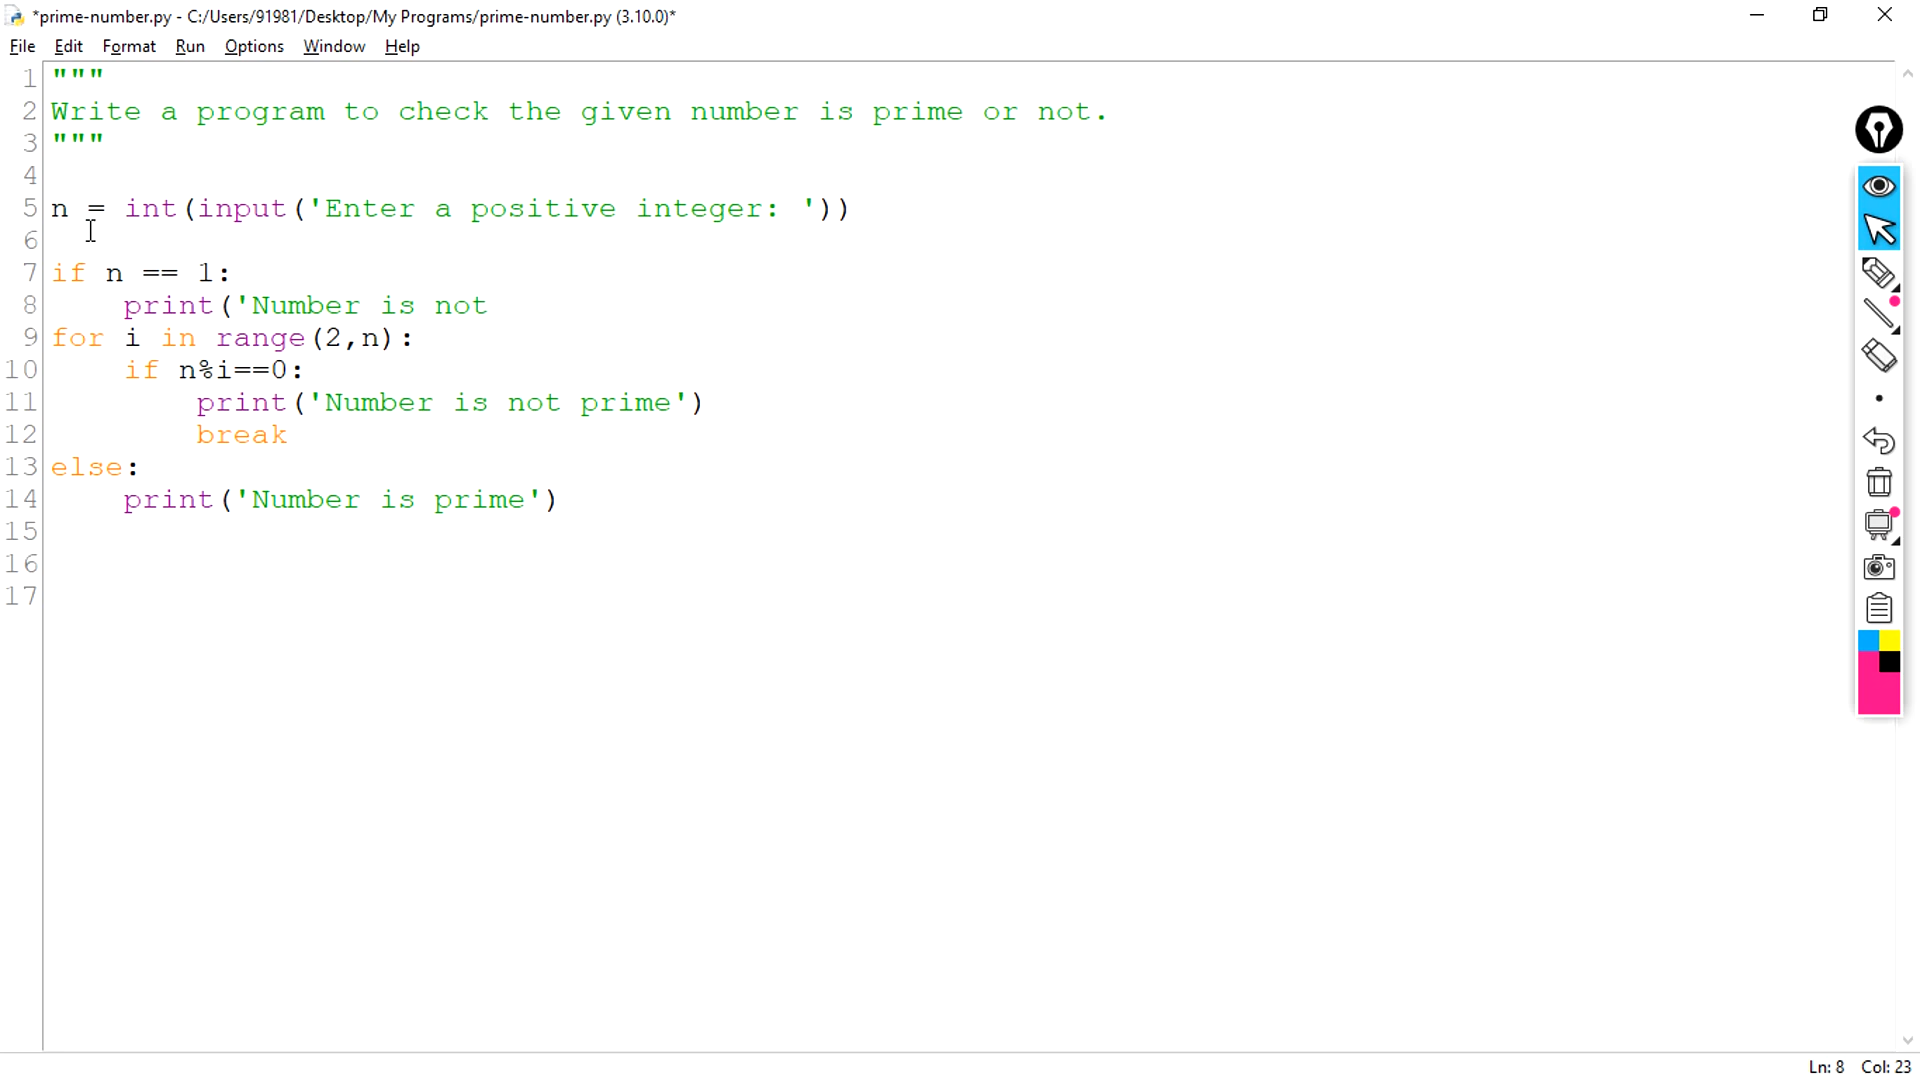 *prime-number.py - C:/Users/91981/Desktop/My Programs/prime-number.py (3.10.0)*
File Edit Format Run Options Window Help
1 """
2 Write a program to check the given number is prime or not.
3 """
4
5 n = int(input('Enter a positive integer: '))
6
7 if n == 1:
8     print('Number is not
9 for i in range(2,n):
10     if n%i==0:
11         print('Number is not prime')
12         break
13 else:
14     print('Number is prime')
15
16
17
Ln: 8 Col: 23